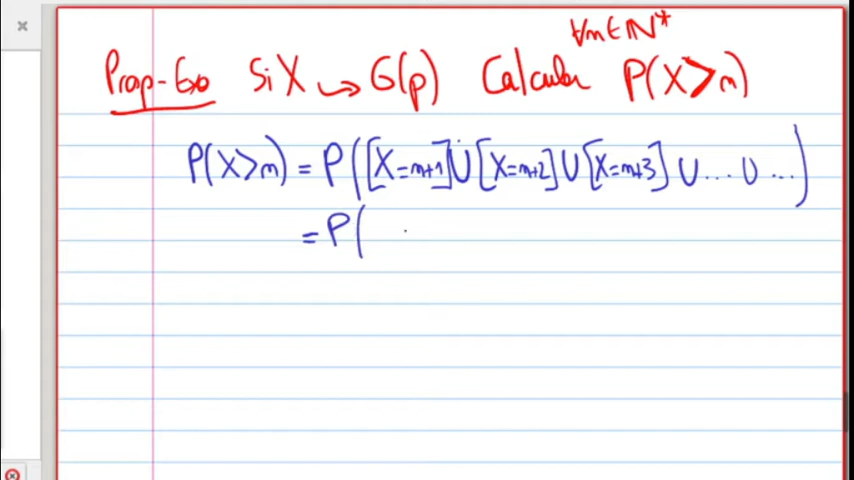 ∀n∈ℕ*
Prop-Exo Si X ↪ G(p) Calculer P(X>n)
P(X>n) = P([X=n+1]∪[X=n+2]∪[X=n+3] ∪ ... ∪ ...)
= P(